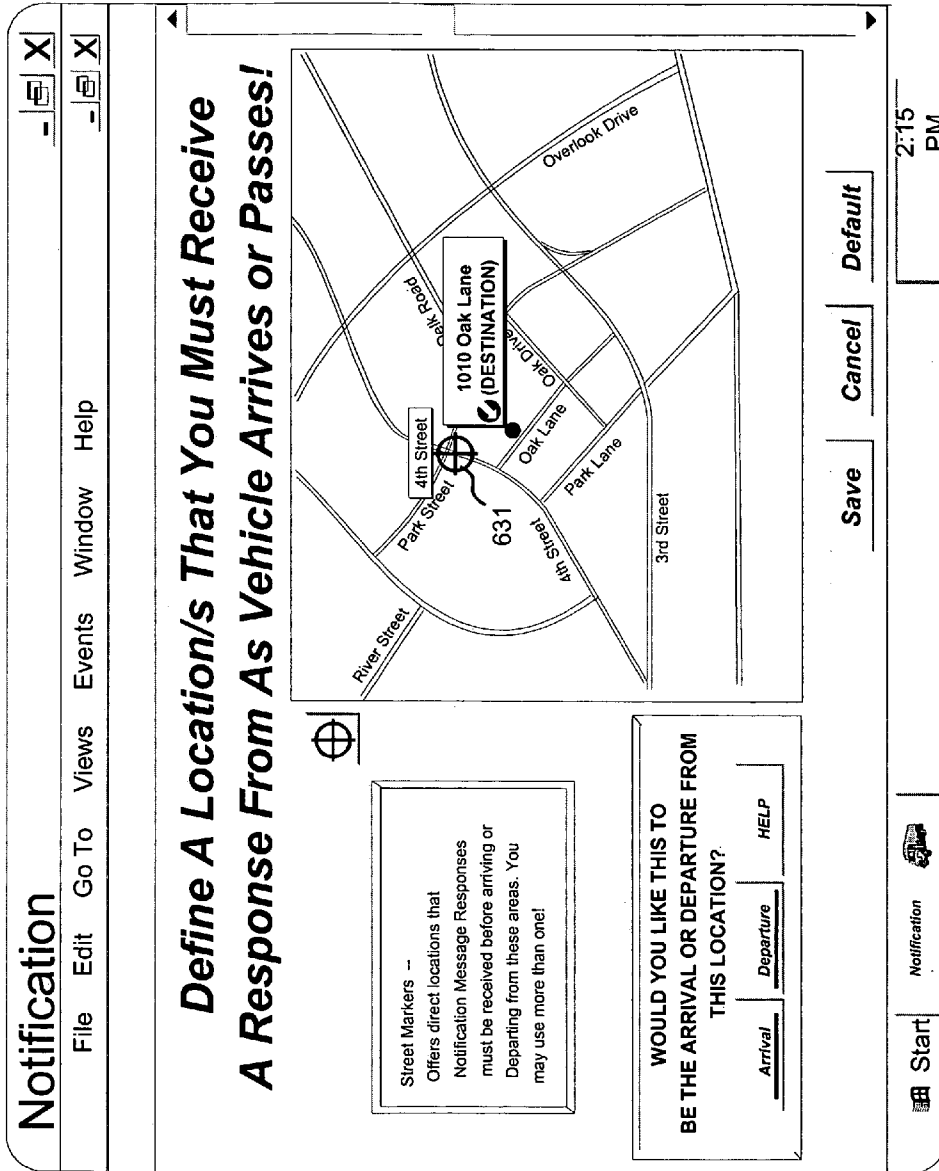 Notification
File Edit Go To Views Events Window Help
Define A Location/s That You Must Receive
A Response From As Vehicle Arrives or Passes!
Street Markers --
Offers direct locations that
Notification Message Responses
must be received before arriving or
Departing from these areas. You
may use more than one!
WOULD YOU LIKE THIS TO
BE THE ARRIVAL OR DEPARTURE FROM
THIS LOCATION?
Arrival Departure HELP
River Street
Park Street
4th Street
631
4th Street
Oak Lane
Park Lane
3rd Street
Road
Oak Drive
1010 Oak Lane
(DESTINATION)
Overlook Drive
Save Cancel Default
Start Notification 2:15
PM